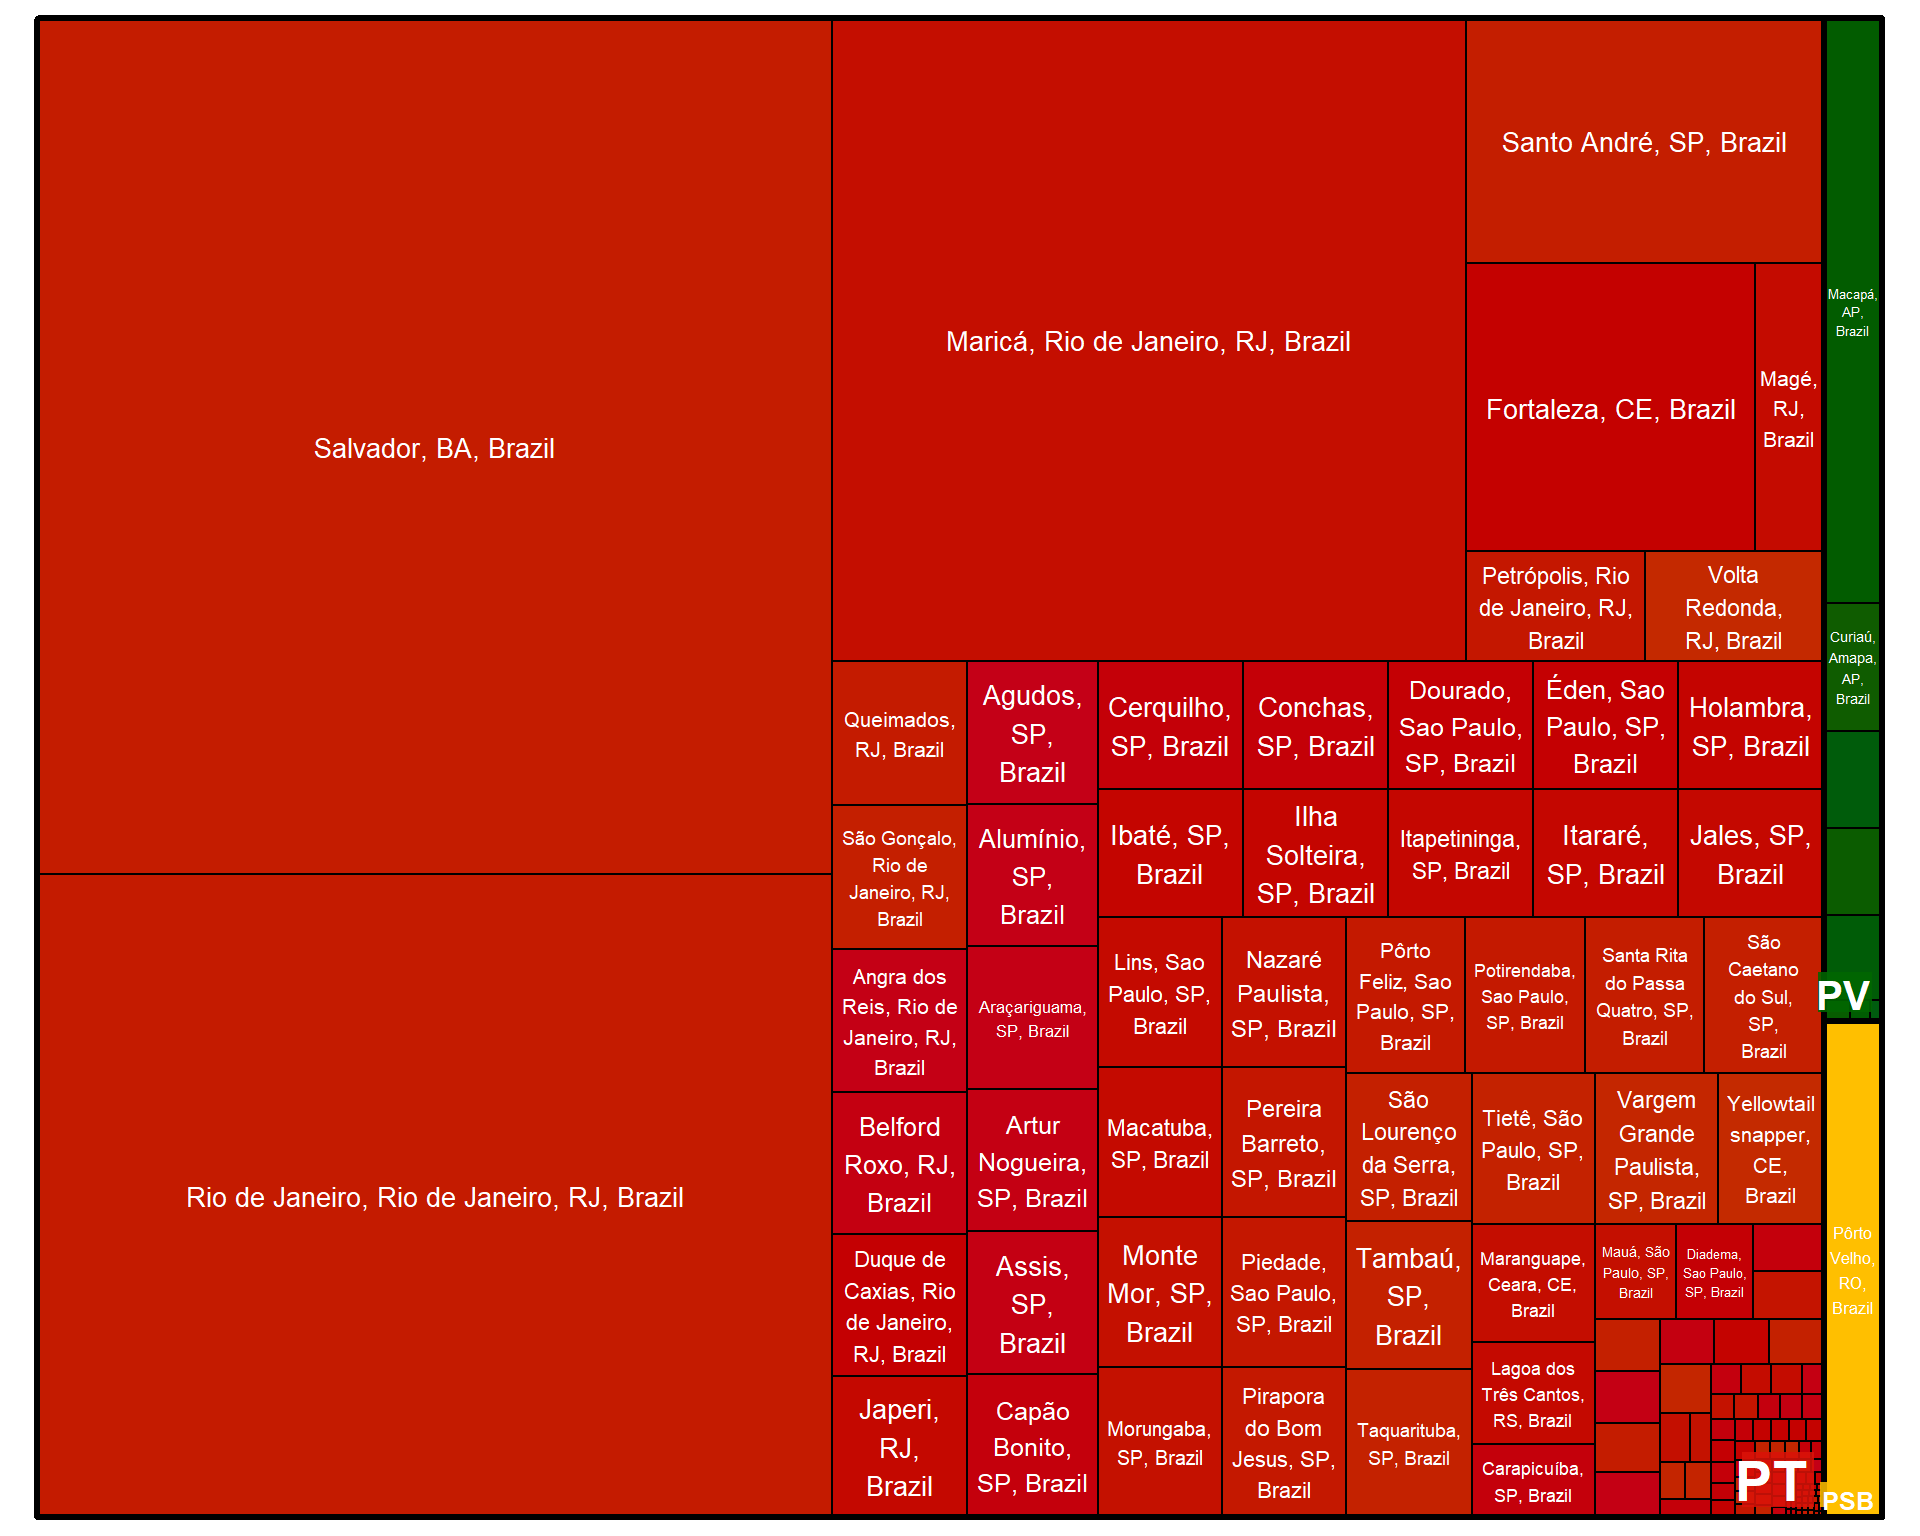 Salvador, BA, Brazil
Rio de Janeiro, Rio de Janeiro, RJ, Brazil
Maricá, Rio de Janeiro, RJ, Brazil
Santo André, SP, Brazil
Fortaleza, CE, Brazil
Magé,
RJ,
Brazil
Petrópolis, Rio
de Janeiro, RJ,
Brazil
Volta
Redonda,
RJ, Brazil
Queimados,
RJ, Brazil
São Gonçalo,
Rio de
Janeiro, RJ,
Brazil
Angra dos
Reis, Rio de
Janeiro, RJ,
Brazil
Belford
Roxo, RJ,
Brazil
Duque de
Caxias, Rio
de Janeiro,
RJ, Brazil
Japeri,
RJ,
Brazil
Agudos,
SP,
Brazil
Alumínio,
SP,
Brazil
Araçariguama,
SP, Brazil
Artur
Nogueira,
SP, Brazil
Assis,
SP,
Brazil
Capão
Bonito,
SP, Brazil
Cerquilho,
SP, Brazil
Conchas,
SP, Brazil
Dourado,
Sao Paulo,
SP, Brazil
Éden, Sao
Paulo, SP,
Brazil
Holambra,
SP, Brazil
Ibaté, SP,
Brazil
Ilha
Solteira,
SP, Brazil
Itapetininga,
SP, Brazil
Itararé,
SP, Brazil
Jales, SP,
Brazil
Lins, Sao
Paulo, SP,
Brazil
Nazaré
Paulista,
SP, Brazil
Macatuba,
SP, Brazil
Pereira
Barreto,
SP, Brazil
Monte
Mor, SP,
Brazil
Piedade,
Sao Paulo,
SP, Brazil
Morungaba,
SP, Brazil
Pirapora
do Bom
Jesus, SP,
Brazil
Pôrto
Feliz, Sao
Paulo, SP,
Brazil
Potirendaba,
Sao Paulo,
SP, Brazil
Santa Rita
do Passa
Quatro, SP,
Brazil
São
Caetano
do Sul,
SP,
Brazil
São
Lourenço
da Serra,
SP, Brazil
Tietê, São
Paulo, SP,
Brazil
Vargem
Grande
Paulista,
SP, Brazil
Yellowtail
snapper,
CE,
Brazil
Tambaú,
SP,
Brazil
Taquarituba,
SP, Brazil
Maranguape,
Ceara, CE,
Brazil
Lagoa dos
Três Cantos,
RS, Brazil
Carapicuíba,
SP, Brazil
Mauá, São
Paulo, SP,
Brazil
Diadema,
Sao Paulo,
SP, Brazil
PT
Macapá,
AP,
Brazil
Curiaú,
Amapa,
AP,
Brazil
PV
Pôrto
Velho,
RO,
Brazil
PSB